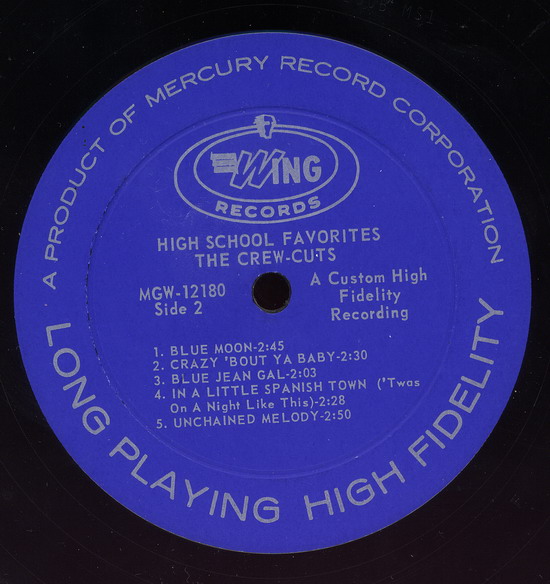 A PRODUCT OF MERCURY RECORD CORPORATION
WING
RECORDS
HIGH SCHOOL FAVORITES
THE CREW-CUTS
MGW-12180
Side 2
A Custom High
Fidelity
Recording
1. BLUE MOON-2:45
2. CRAZY 'BOUT YA BABY-2:30
3. BLUE JEAN GAL-2:03
4. IN A LITTLE SPANISH TOWN ('Twas
On A Night Like This)-2:28
5. UNCHAINED MELODY-2:50
LONG PLAYING HIGH FIDELITY